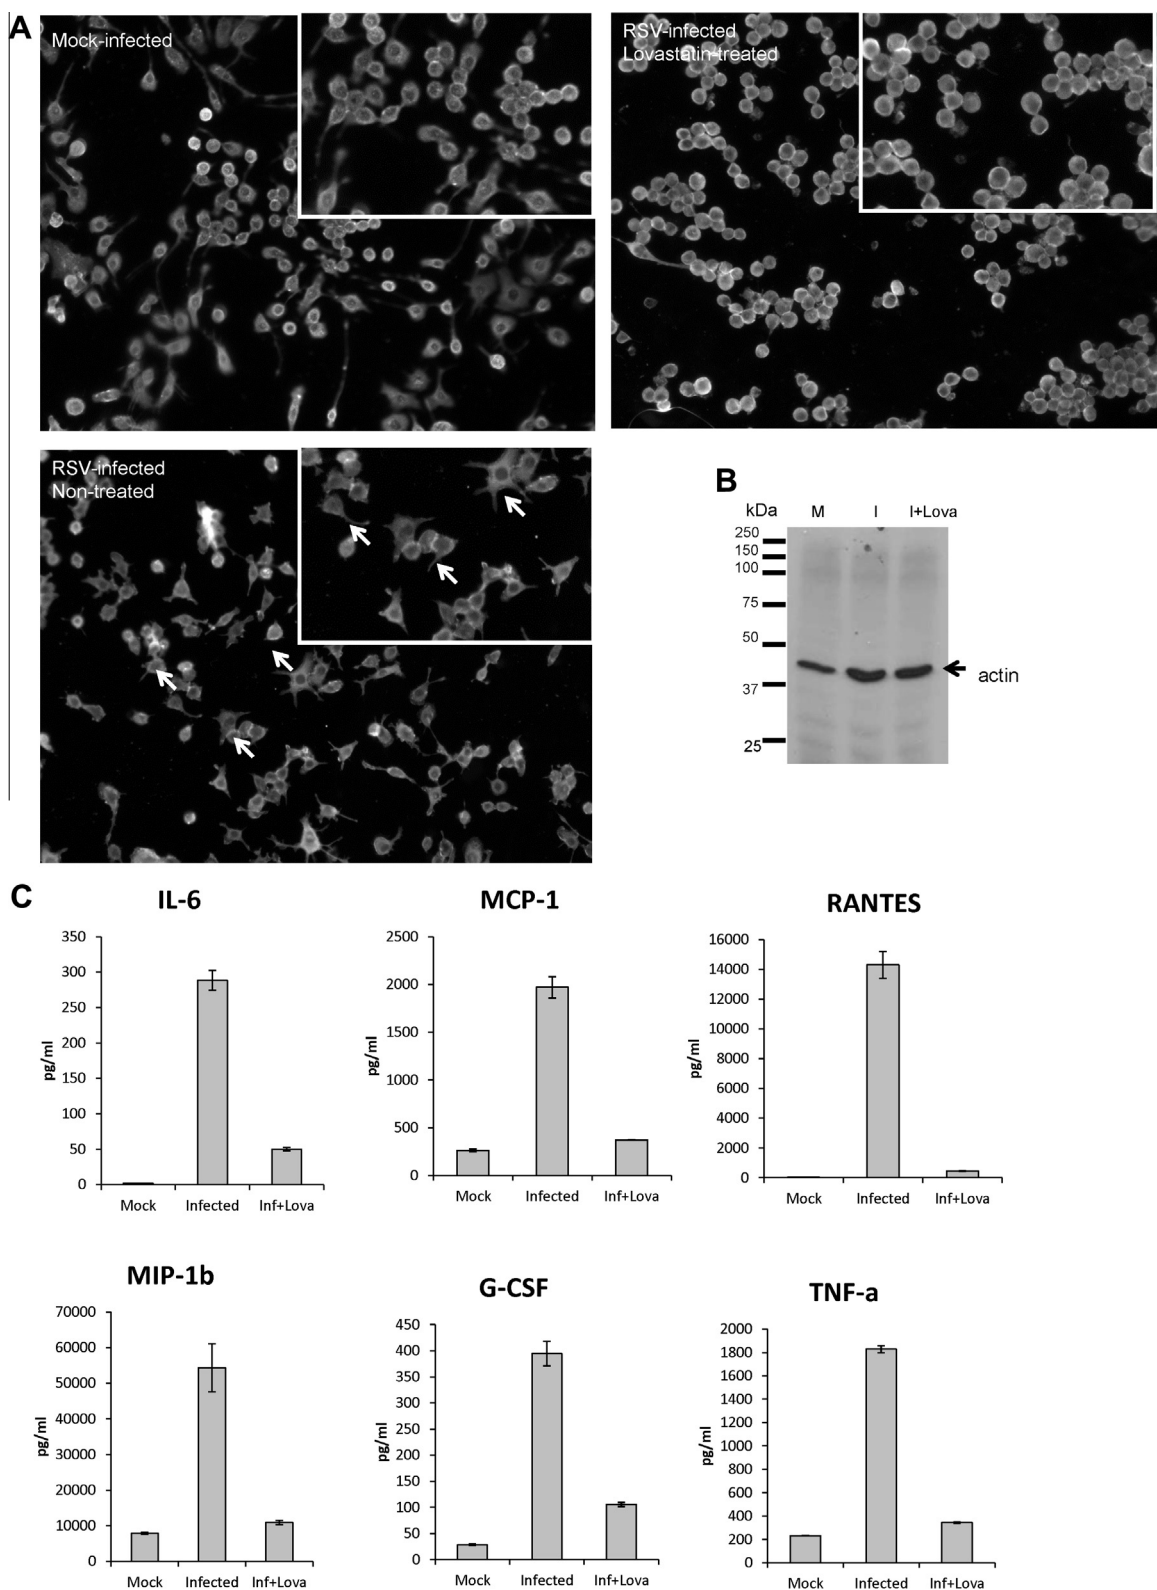 A
Mock-infected
RSV-infected
Lovastatin-treated
RSV-infected
Non-treated
B
kDa M I I+Lova
250
150
100
75
50
37
25
actin
C
IL-6
350
300
250
200
150
100
50
0
pg/ml
Mock Infected Inf+Lova
MCP-1
2500
2000
1500
1000
500
0
pg/ml
Mock Infected Inf+Lova
RANTES
16000
14000
12000
10000
8000
6000
4000
2000
0
pg/ml
Mock Infected Inf+Lova
MIP-1b
70000
60000
50000
40000
30000
20000
10000
0
pg/ml
Mock Infected Inf+Lova
G-CSF
450
400
350
300
250
200
150
100
50
0
pg/ml
Mock Infected Inf+Lova
TNF-a
2000
1800
1600
1400
1200
1000
800
600
400
200
0
pg/ml
Mock Infected Inf+Lova